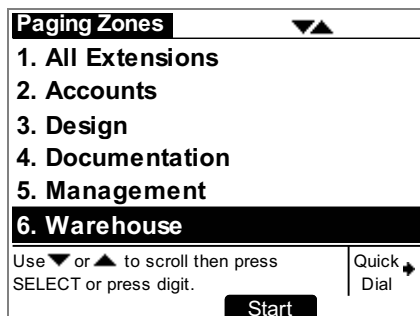 Paging Zones ▼▲
1. All Extensions
2. Accounts
3. Design
4. Documentation
5. Management
6. Warehouse
Use ▼ or ▲ to scroll then press
SELECT or press digit.
Quick
Dial
Start